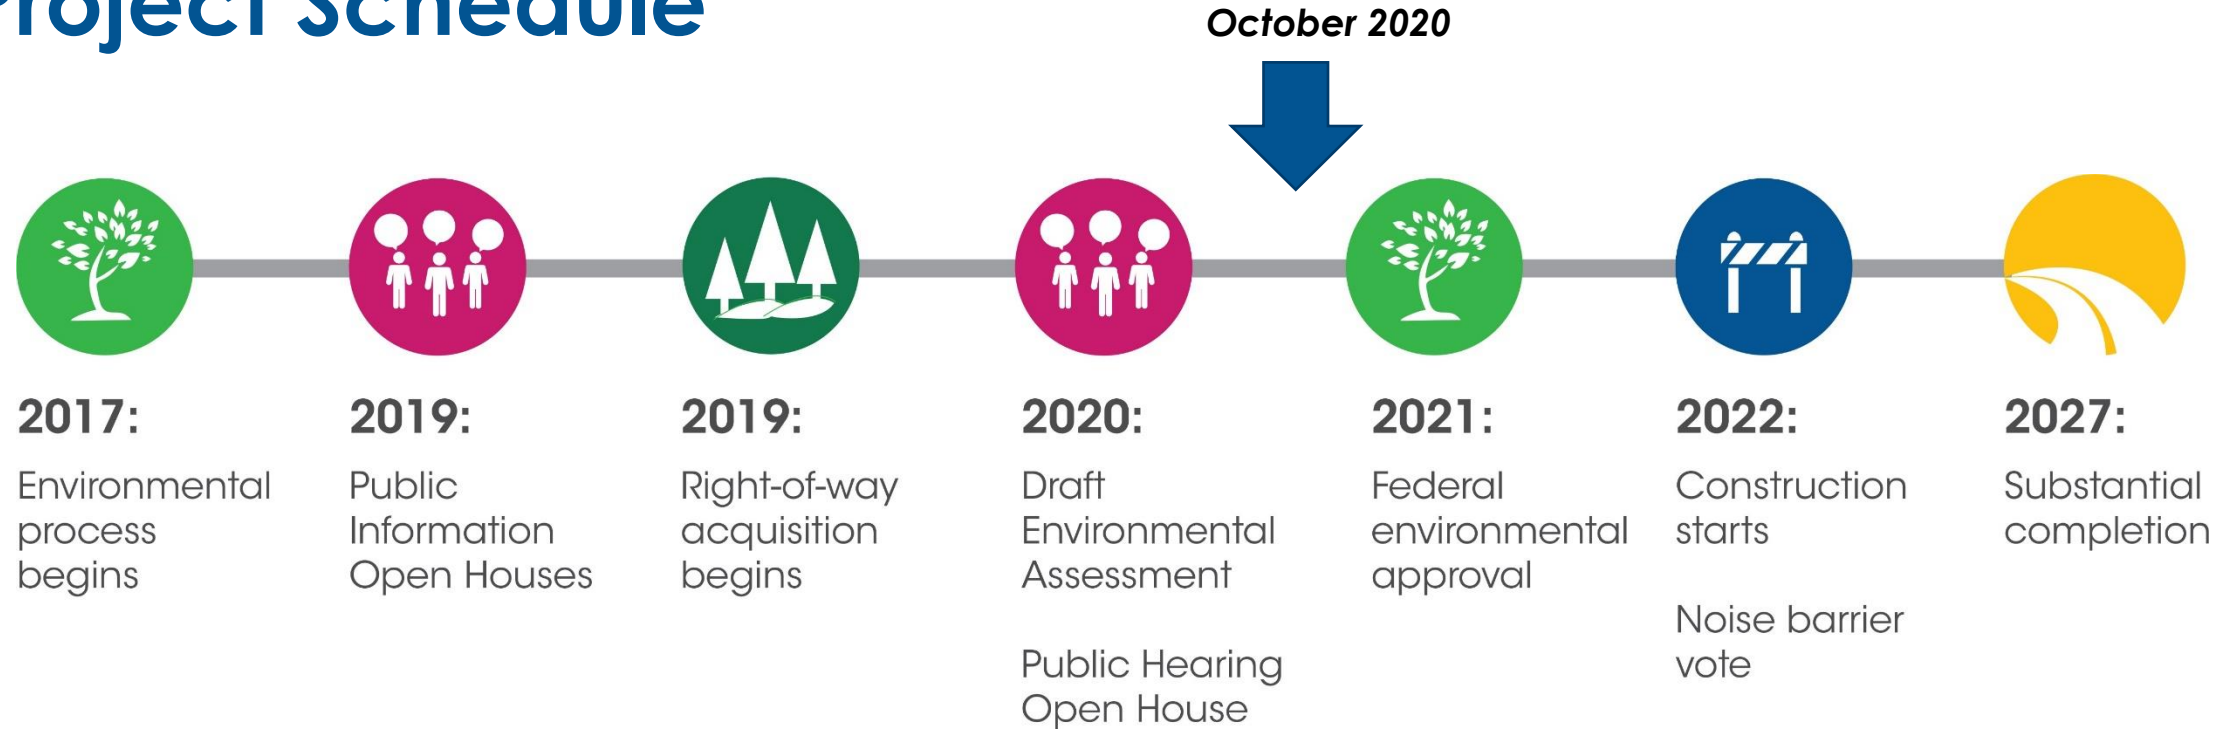 Project Schedule
October 2020
2017:
Environmental
process
begins
2019:
Public
Information
Open Houses
2019:
Right-of-way
acquisition
begins
2020:
Draft
Environmental
Assessment
Public Hearing
Open House
2021:
Federal
environmental
approval
2022:
Construction
starts
Noise barrier
vote
2027:
Substantial
completion